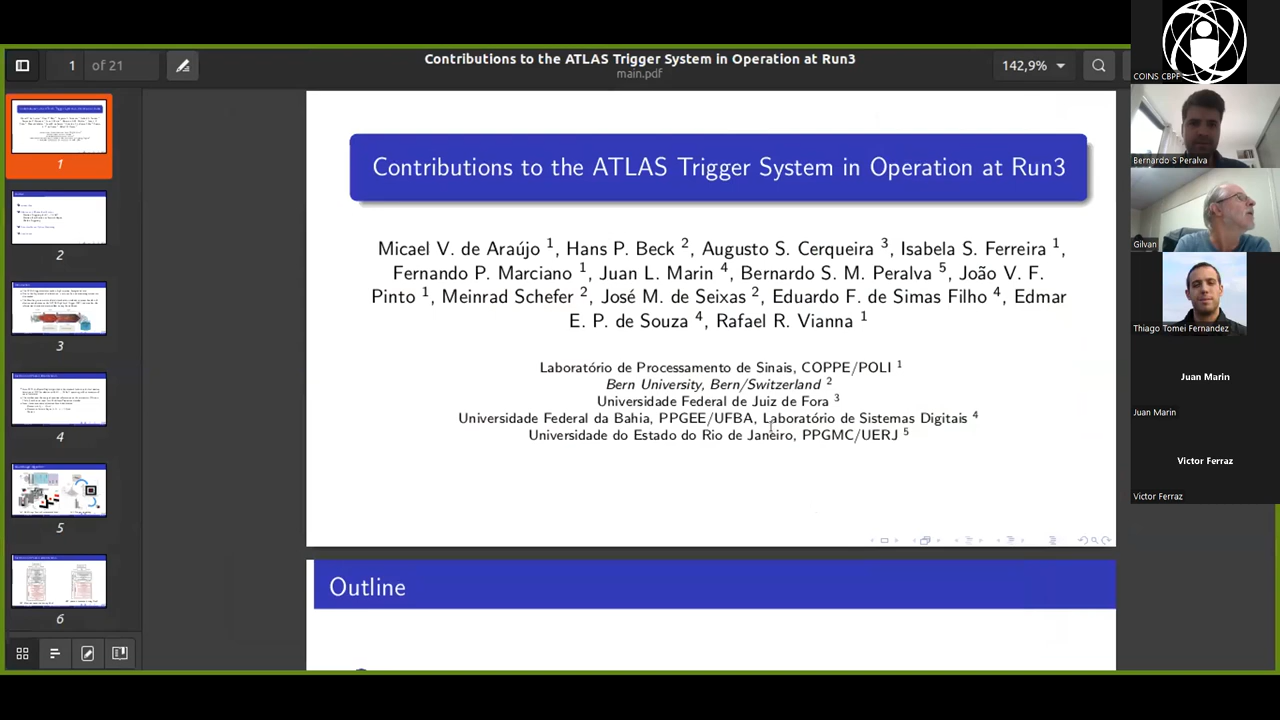 1 of 21
Contributions to the ATLAS Trigger System in Operation at Run3
main.pdf
142,9%
1
2
3
4
5
6
Contributions to the ATLAS Trigger System in Operation at Run3
Micael V. de Araújo 1, Hans P. Beck 2, Augusto S. Cerqueira 3, Isabela S. Ferreira 1,
Fernando P. Marciano 1, Juan L. Marin 4, Bernardo S. M. Peralva 5, João V. F.
Pinto 1, Meinrad Schefer 2, José M. de Seixas 2, Eduardo F. de Simas Filho 4, Edmar
E. P. de Souza 4, Rafael R. Vianna 1
Laboratório de Processamento de Sinais, COPPE/POLI 1
Bern University, Bern/Switzerland 2
Universidade Federal de Juiz de Fora 3
Universidade Federal da Bahia, PPGEE/UFBA, Laboratório de Sistemas Digitais 4
Universidade do Estado do Rio de Janeiro, PPGMC/UERJ 5
Outline
COINS CBPF
Bernardo S Peralva
Gilvan
Thiago Tomei Fernandez
Juan Marin
Juan Marin
Victor Ferraz
Victor Ferraz